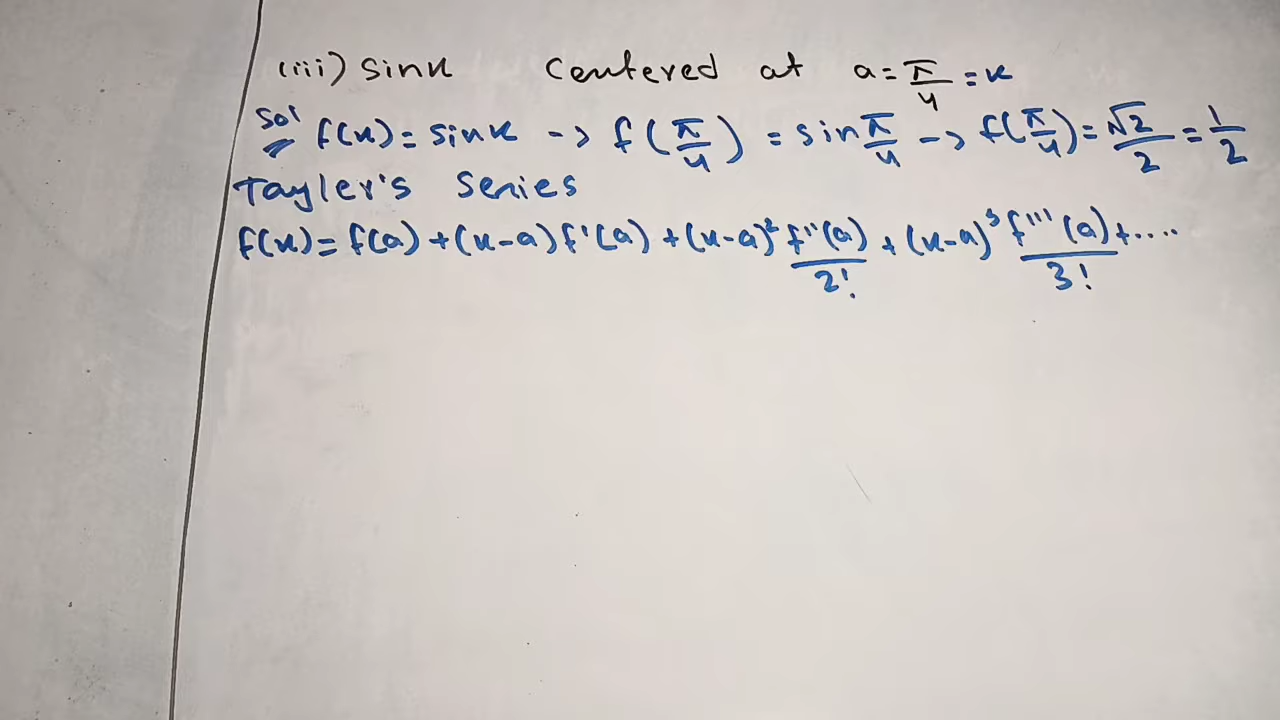 (iii) sinx centered at a = π/4 = x
Sol f(x) = sinx -> f(π/4) = sin π/4 -> f(π/4) = √2/2 = 1/2
Tayler's Series
f(x) = f(a) + (x-a) f'(a) + (x-a)² f''(a)/2! + (x-a)³ f'''(a)/3! + ....